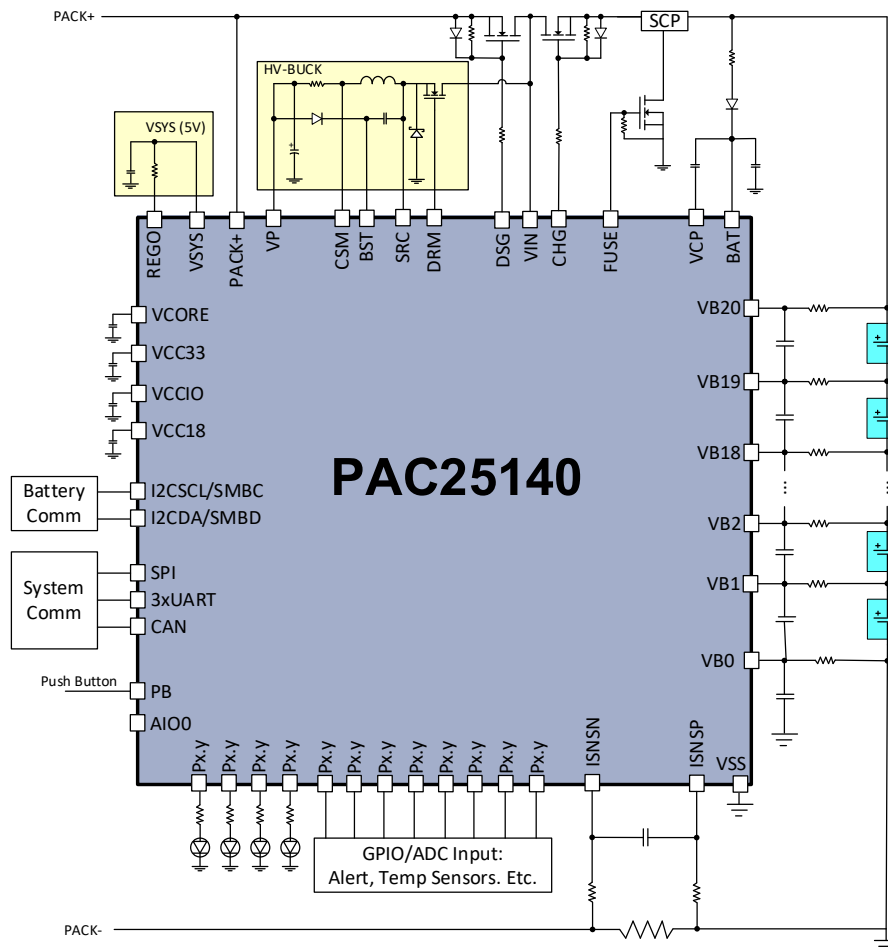 PACK+
SCP
HV-BUCK
VSYS (5V)
REGO
VSYS
PACK+
VP
CSM
BST
SRC
DRM
DSG
VIN
CHG
FUSE
VCP
BAT
VCORE
VCC33
VCCIO
VCC18
VB20
VB19
VB18
VB2
VB1
VB0
PAC25140
Battery
Comm
I2CSCL/SMBC
I2CDA/SMBD
System
Comm
SPI
3xUART
CAN
Push Button
PB
AIO0
Px.y
Px.y
Px.y
Px.y
Px.y
Px.y
Px.y
Px.y
Px.y
Px.y
Px.y
Px.y
ISNSN
ISNSP
VSS
GPIO/ADC Input:
Alert, Temp Sensors. Etc.
PACK-